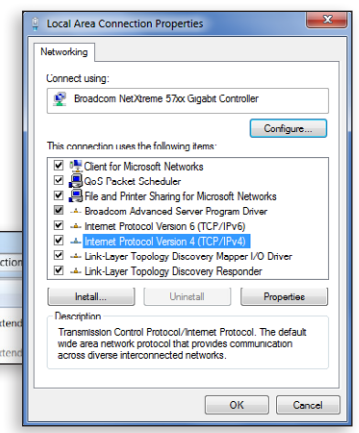 Local Area Connection Properties
Networking
Connect using:
Broadcom NetXtreme 57xx Gigabit Controller
Configure...
This connection uses the following items:
Client for Microsoft Networks
QoS Packet Scheduler
File and Printer Sharing for Microsoft Networks
Broadcom Advanced Server Program Driver
Internet Protocol Version 6 (TCP/IPv6)
Internet Protocol Version 4 (TCP/IPv4)
Link-Layer Topology Discovery Mapper I/O Driver
Link-Layer Topology Discovery Responder
Install...
Uninstall
Properties
Description
Transmission Control Protocol/Internet Protocol. The default
wide area network protocol that provides communication
across diverse interconnected networks.
OK
Cancel
ction
xtend
xtend